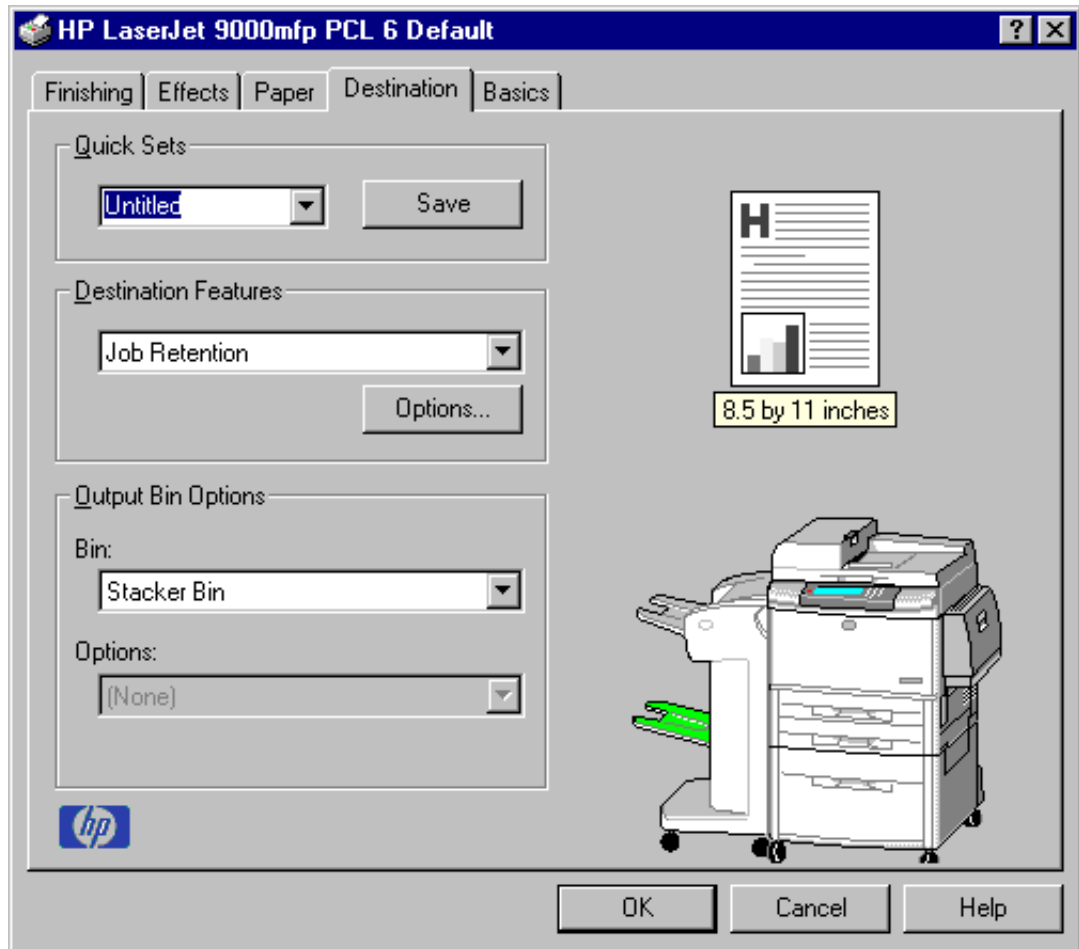 HP LaserJet 9000mfp PCL 6 Default
Finishing Effects Paper Destination Basics
Quick Sets
Untitled Save
H
8.5 by 11 inches
Destination Features
Job Retention
Options...
Output Bin Options
Bin:
Stacker Bin
Options:
(None)
hp
OK Cancel Help